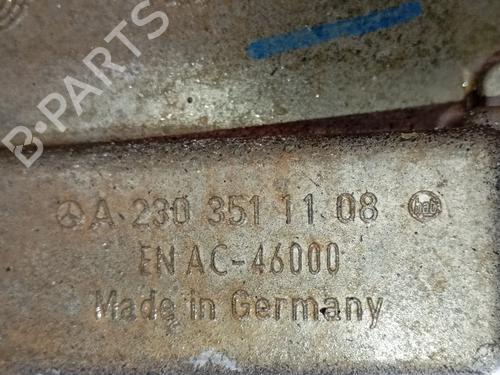 B-PARTS
A 230 351 11 08
EN AC-46000
Made in Germany